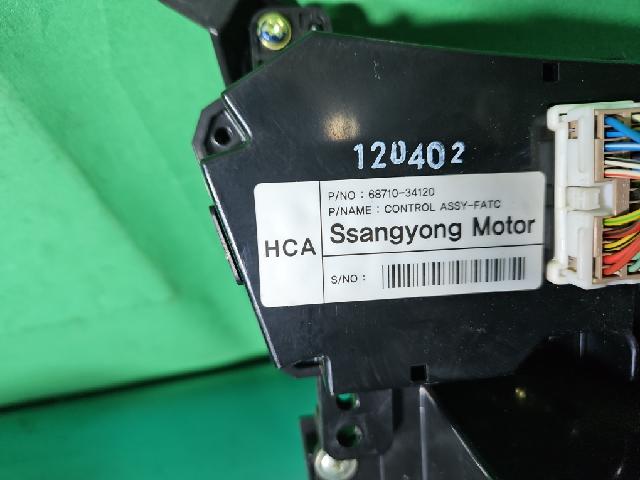 120402
P/NO : 68710-34120
P/NAME : CONTROL ASSY-FATC
HCA
Ssangyong Motor
S/NO :